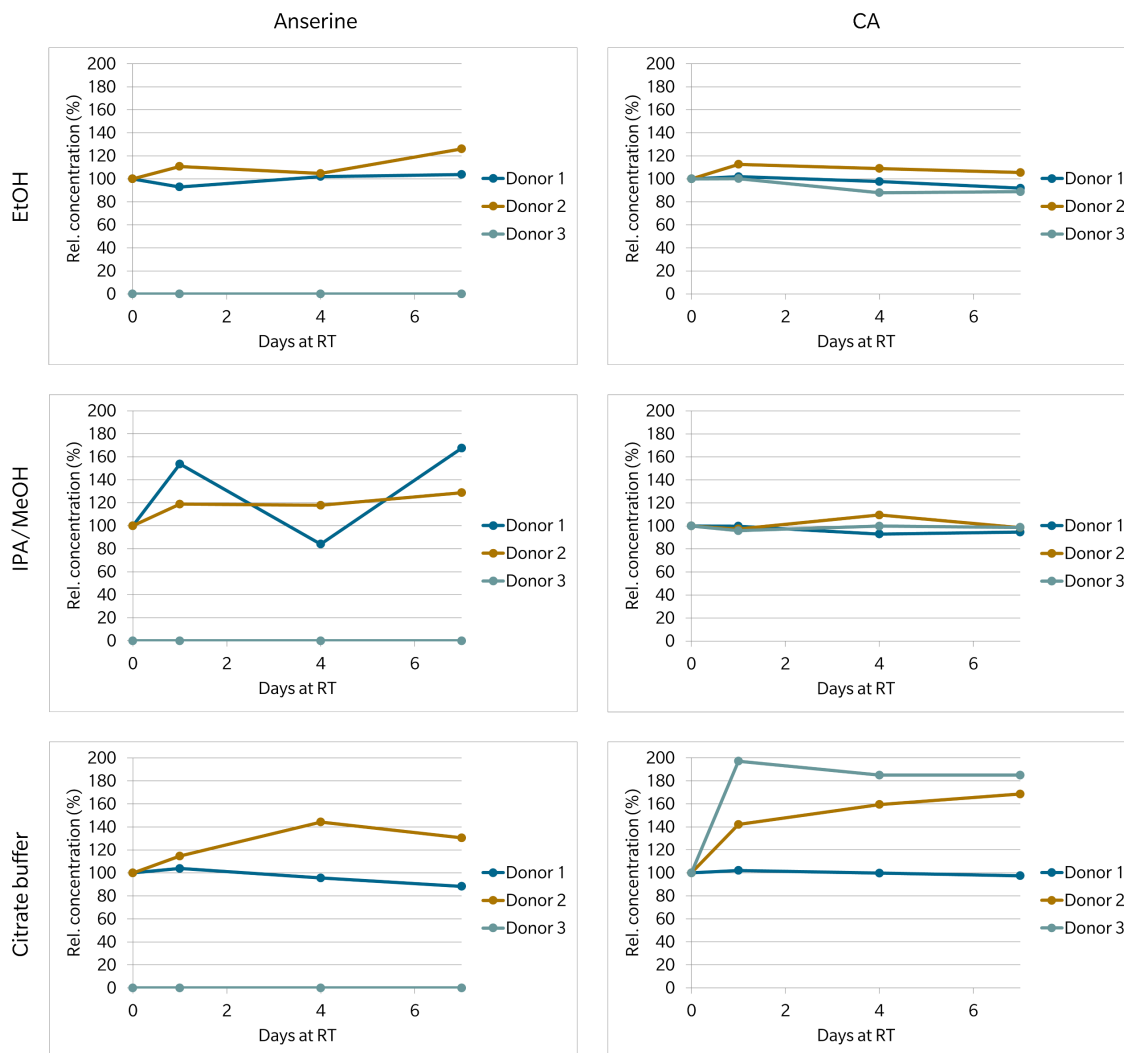 Anserine
CA
EtOH
Rel. concentration (%)
200
180
160
140
120
100
80
60
40
20
0
0 2 4 6
Days at RT
Donor 1
Donor 2
Donor 3
Rel. concentration (%)
200
180
160
140
120
100
80
60
40
20
0
0 2 4 6
Days at RT
Donor 1
Donor 2
Donor 3
IPA/MeOH
Rel. concentration (%)
200
180
160
140
120
100
80
60
40
20
0
0 2 4 6
Days at RT
Donor 1
Donor 2
Donor 3
Rel. concentration (%)
200
180
160
140
120
100
80
60
40
20
0
0 2 4 6
Days at RT
Donor 1
Donor 2
Donor 3
Citrate buffer
Rel. concentration (%)
200
180
160
140
120
100
80
60
40
20
0
0 2 4 6
Days at RT
Donor 1
Donor 2
Donor 3
Rel. concentration (%)
200
180
160
140
120
100
80
60
40
20
0
0 2 4 6
Days at RT
Donor 1
Donor 2
Donor 3